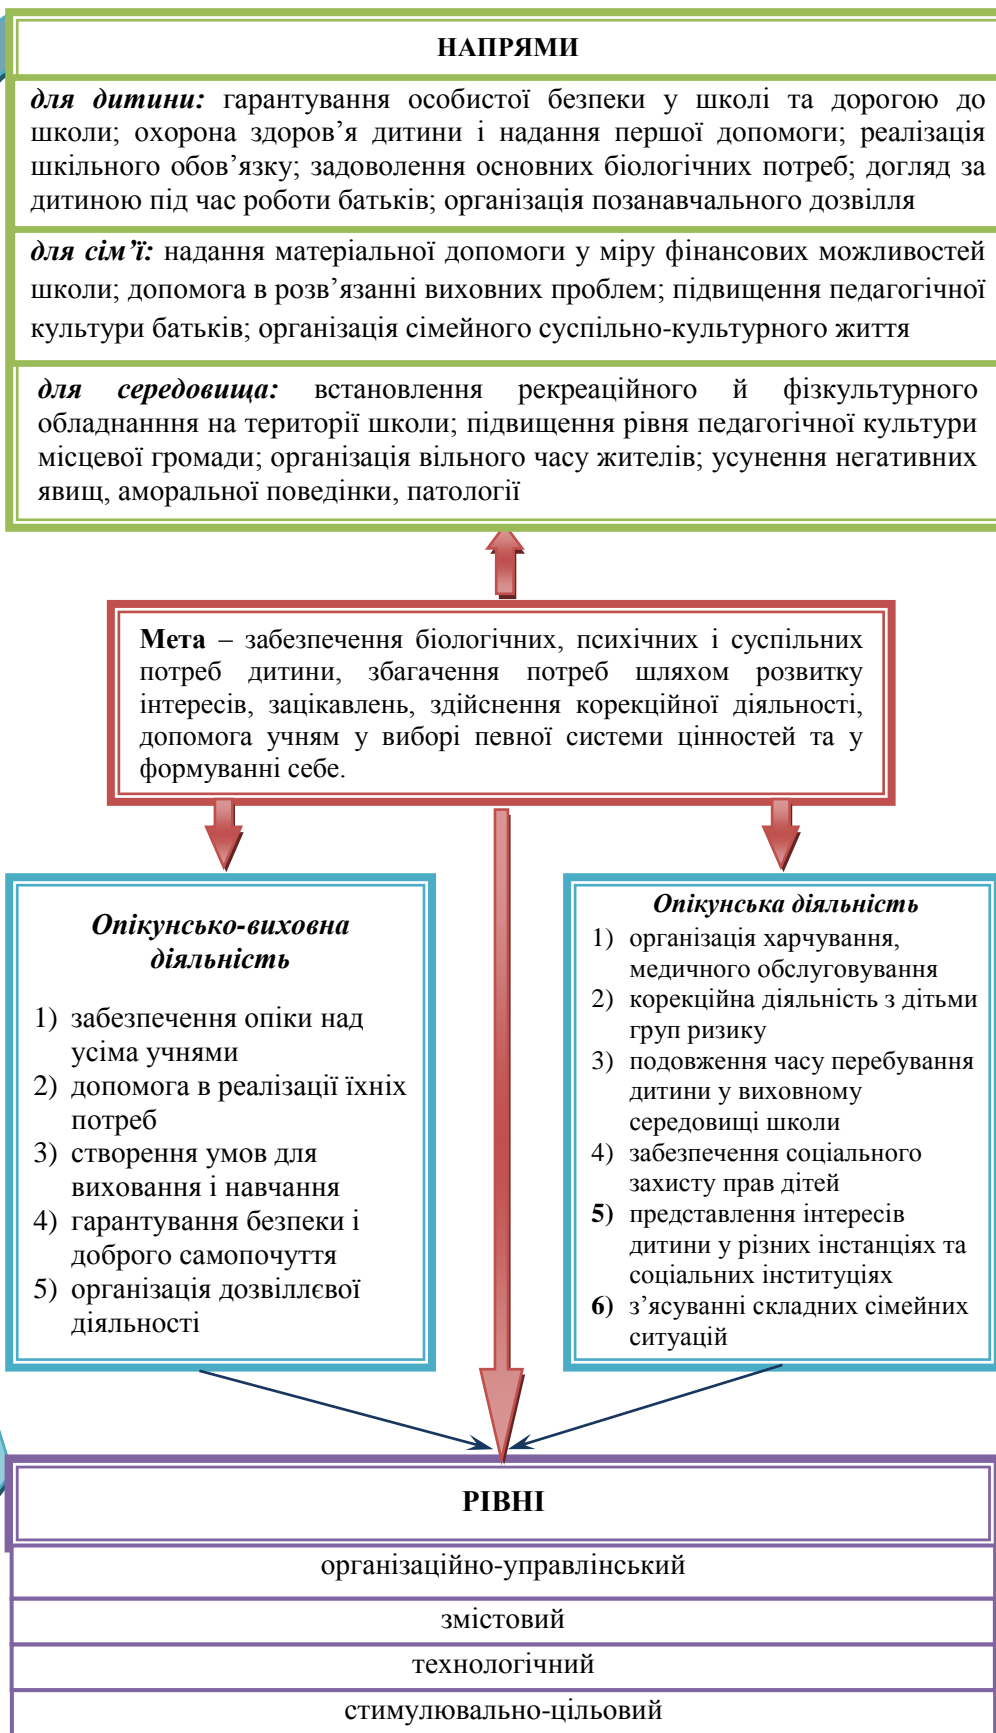 НАПРЯМИ
для дитини: гарантування особистої безпеки у школі та дорогою до
школи; охорона здоров’я дитини і надання першої допомоги; реалізація
шкільного обов’язку; задоволення основних біологічних потреб; догляд за
дитиною під час роботи батьків; організація позанавчального дозвілля
для сім’ї: надання матеріальної допомоги у міру фінансових можливостей
школи; допомога в розв’язанні виховних проблем; підвищення педагогічної
культури батьків; організація сімейного суспільно-культурного життя
для середовища: встановлення рекреаційного й фізкультурного
обладнанння на території школи; підвищення рівня педагогічної культури
місцевої громади; організація вільного часу жителів; усунення негативних
явищ, аморальної поведінки, патології
Мета – забезпечення біологічних, психічних і суспільних
потреб дитини, збагачення потреб шляхом розвитку
інтересів, зацікавлень, здійснення корекційної діяльності,
допомога учням у виборі певної системи цінностей та у
формуванні себе.
Опікунсько-виховна
діяльність
1) забезпечення опіки над
усіма учнями
2) допомога в реалізації їхніх
потреб
3) створення умов для
виховання і навчання
4) гарантування безпеки і
доброго самопочуття
5) організація дозвіллєвої
діяльності
Опікунська діяльність
1) організація харчування,
медичного обслуговування
2) корекційна діяльність з дітьми
груп ризику
3) подовження часу перебування
дитини у виховному
середовищі школи
4) забезпечення соціального
захисту прав дітей
5) представлення інтересів
дитини у різних інстанціях та
соціальних інституціях
6) з’ясуванні складних сімейних
ситуацій
РІВНІ
організаційно-управлінський
змістовий
технологічний
стимулювально-цільовий